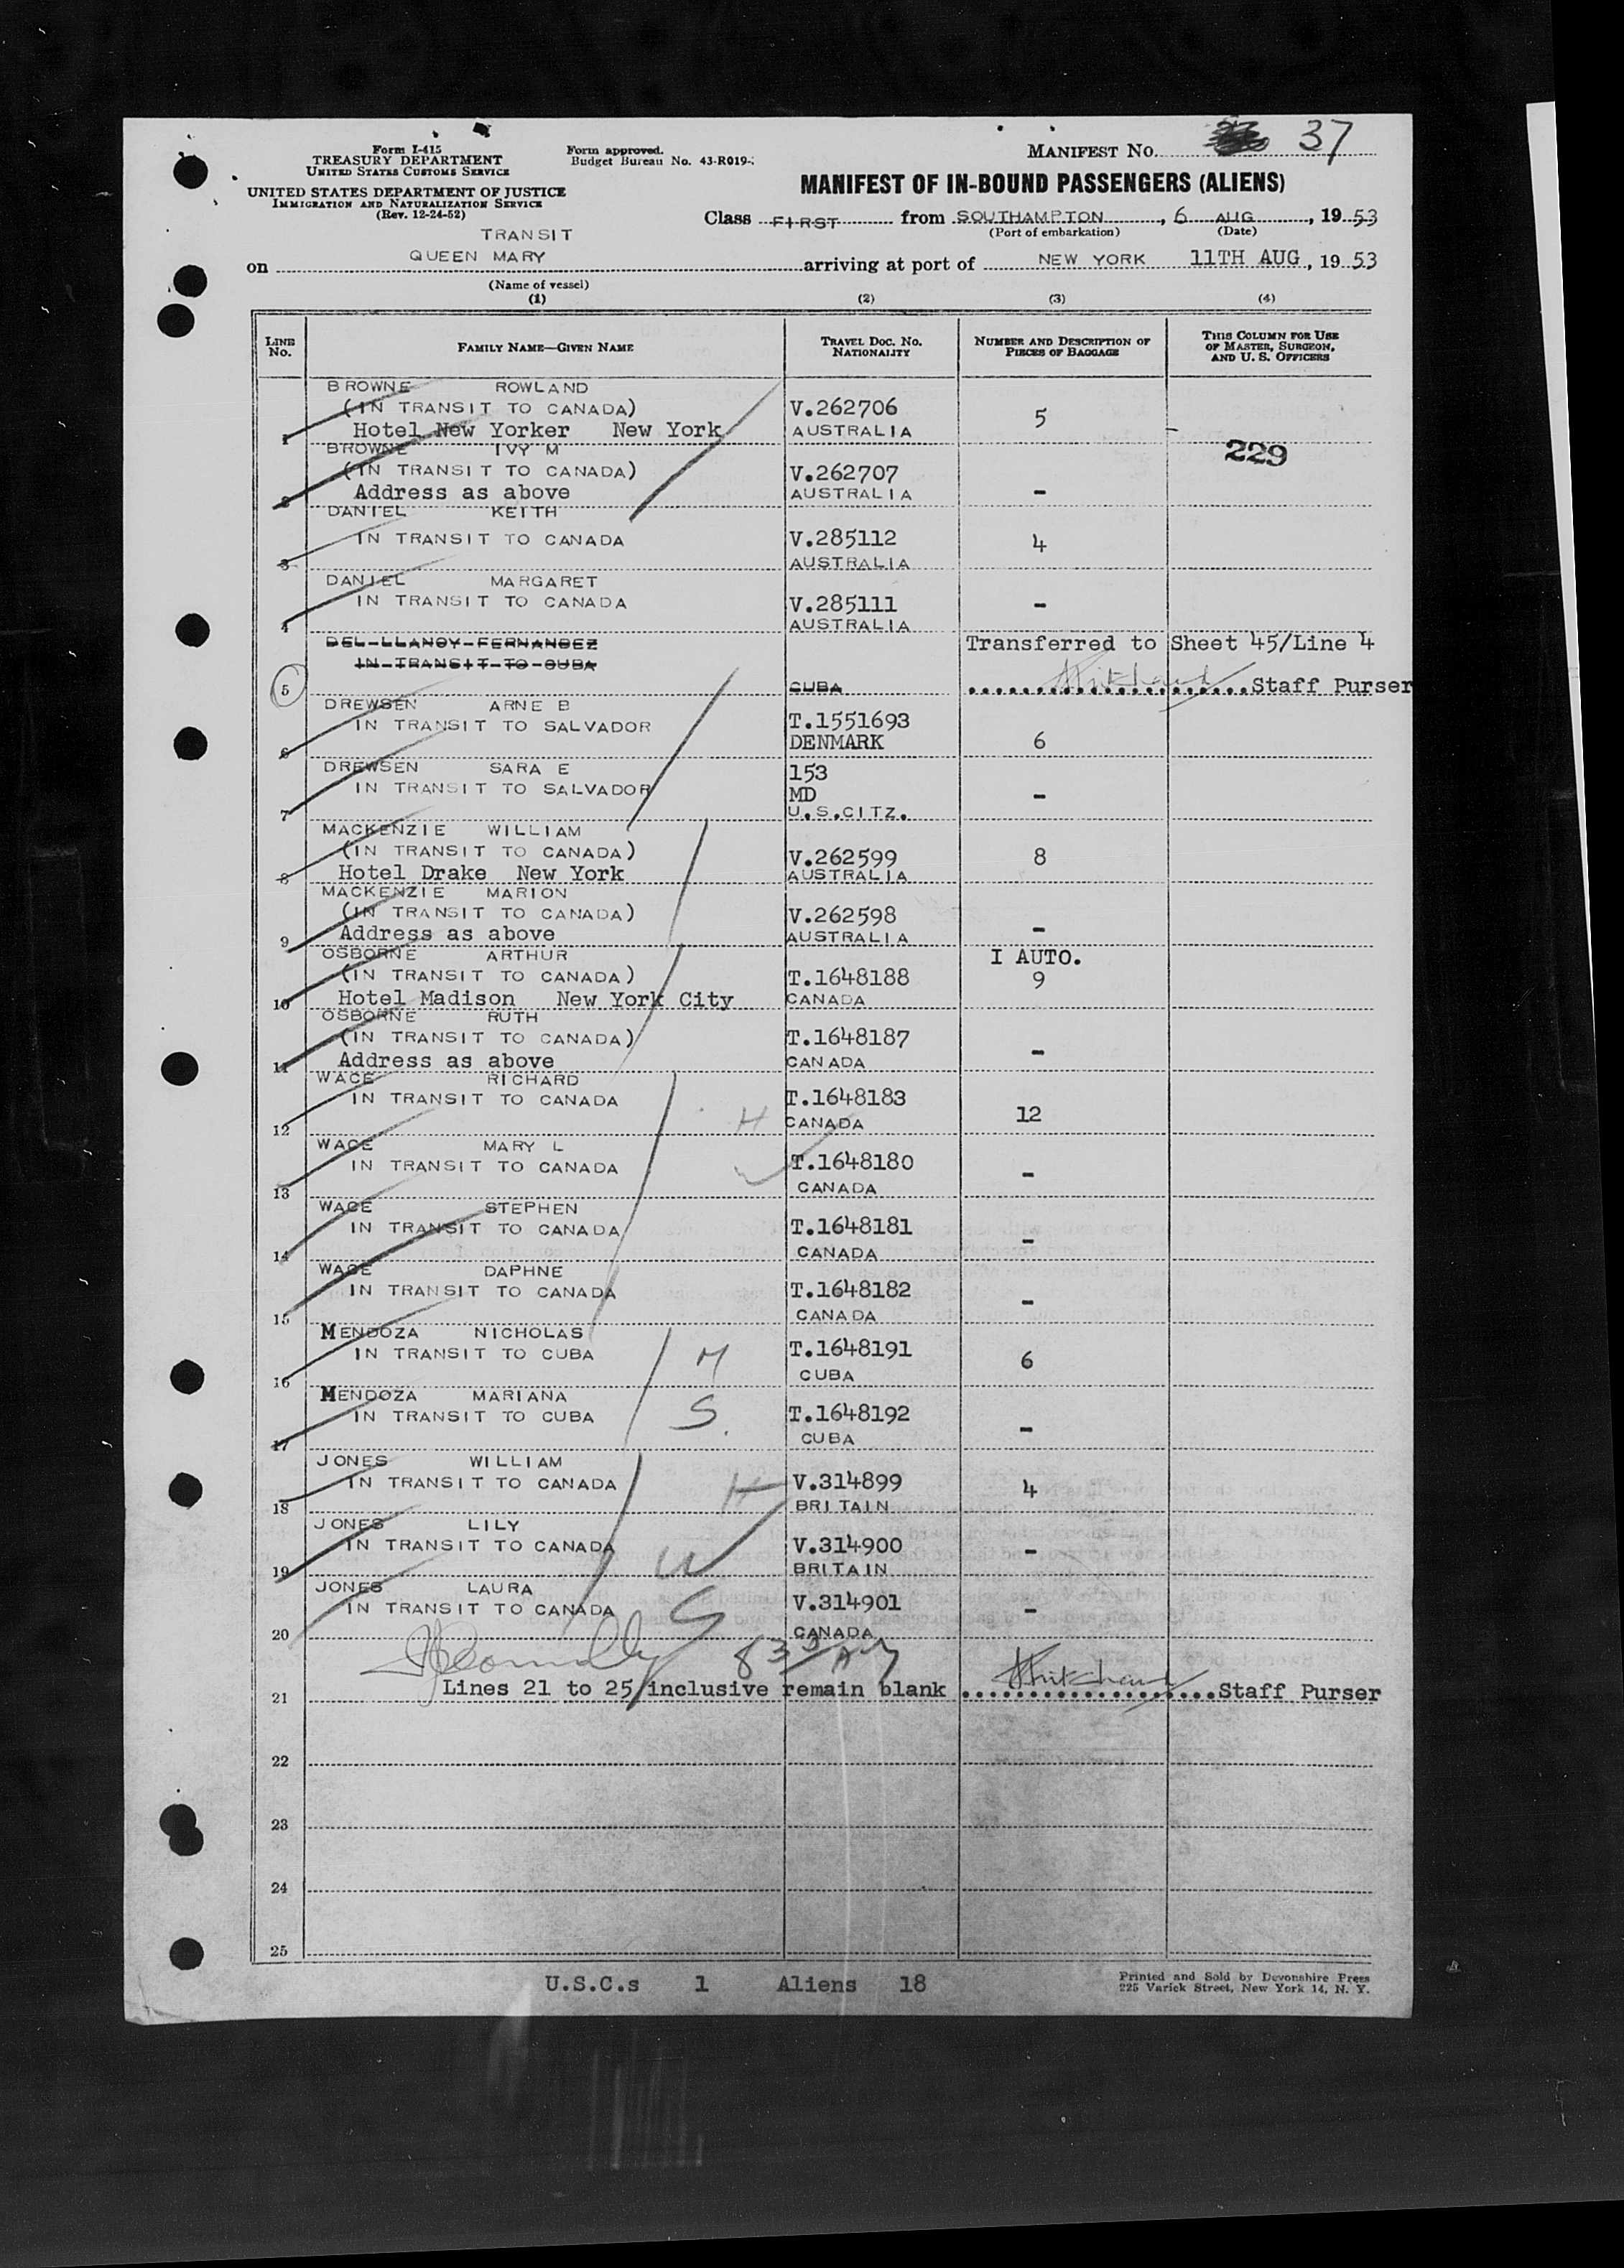 Form I-415
TREASURY DEPARTMENT
UNITED STATES CUSTOMS SERVICE
UNITED STATES DEPARTMENT OF JUSTICE
IMMIGRATION AND NATURALIZATION SERVICE
(Rev. 12-24-52)
Form approved.
Budget Bureau No. 43-R019-
MANIFEST NO. 37
MANIFEST OF IN-BOUND PASSENGERS (ALIENS)
Class FIRST from SOUTHAMPTON, 6 AUG, 1953
(Port of embarkation) (Date)
TRANSIT
on QUEEN MARY arriving at port of NEW YORK 11TH AUG, 1953
(Name of vessel)
(1) (2) (3) (4)
LINE NO. FAMILY NAME—GIVEN NAME TRAVEL DOC. NO. NATIONALITY NUMBER AND DESCRIPTION OF PIECES OF BAGGAGE THIS COLUMN FOR USE OF MASTER, SURGEON, AND U. S. OFFICERS
BROWNE ROWLAND
(IN TRANSIT TO CANADA) V.262706 5
1 Hotel New Yorker New York AUSTRALIA
BROWNE IVY M 229
(IN TRANSIT TO CANADA) V.262707
2 Address as above AUSTRALIA -
DANIEL KEITH
IN TRANSIT TO CANADA V.285112 4
3 AUSTRALIA
DANIEL MARGARET
IN TRANSIT TO CANADA V.285111 -
4 AUSTRALIA
DEL-LLANOY-FERNANDEZ Transferred to Sheet 45/Line 4
IN-TRANSIT-TO-CUBA
5 CUBA Staff Purser
DREWSEN ARNE B
IN TRANSIT TO SALVADOR T.1551693
6 DENMARK 6
DREWSEN SARA E 153
IN TRANSIT TO SALVADOR MD -
7 U.S.CITZ.
MACKENZIE WILLIAM
(IN TRANSIT TO CANADA) V.262599 8
8 Hotel Drake New York AUSTRALIA
MACKENZIE MARION
(IN TRANSIT TO CANADA) V.262598
9 Address as above AUSTRALIA -
OSBORNE ARTHUR I AUTO.
(IN TRANSIT TO CANADA) T.1648188 9
10 Hotel Madison New York City CANADA
OSBORNE RUTH
(IN TRANSIT TO CANADA) T.1648187
11 Address as above CANADA -
WACE RICHARD
IN TRANSIT TO CANADA T.1648183
12 H CANADA 12
WACE MARY L
IN TRANSIT TO CANADA T.1648180 -
13 CANADA
WACE STEPHEN
IN TRANSIT TO CANADA T.1648181 -
14 CANADA
WACE DAPHNE
IN TRANSIT TO CANADA T.1648182 -
15 CANADA
MENDOZA NICHOLAS
IN TRANSIT TO CUBA M T.1648191 6
16 CUBA
MENDOZA MARIANA
IN TRANSIT TO CUBA S. T.1648192 -
17 CUBA
JONES WILLIAM
IN TRANSIT TO CANADA H V.314899 4
18 BRITAIN
JONES LILY
IN TRANSIT TO CANADA V.314900 -
19 W BRITAIN
JONES LAURA
IN TRANSIT TO CANADA S V.314901 -
20 CANADA
21 Lines 21 to 25 inclusive remain blank Staff Purser
22
23
24
25
U.S.C.s 1 Aliens 18
Printed and Sold by Devonshire Press
225 Varick Street, New York 14, N. Y.